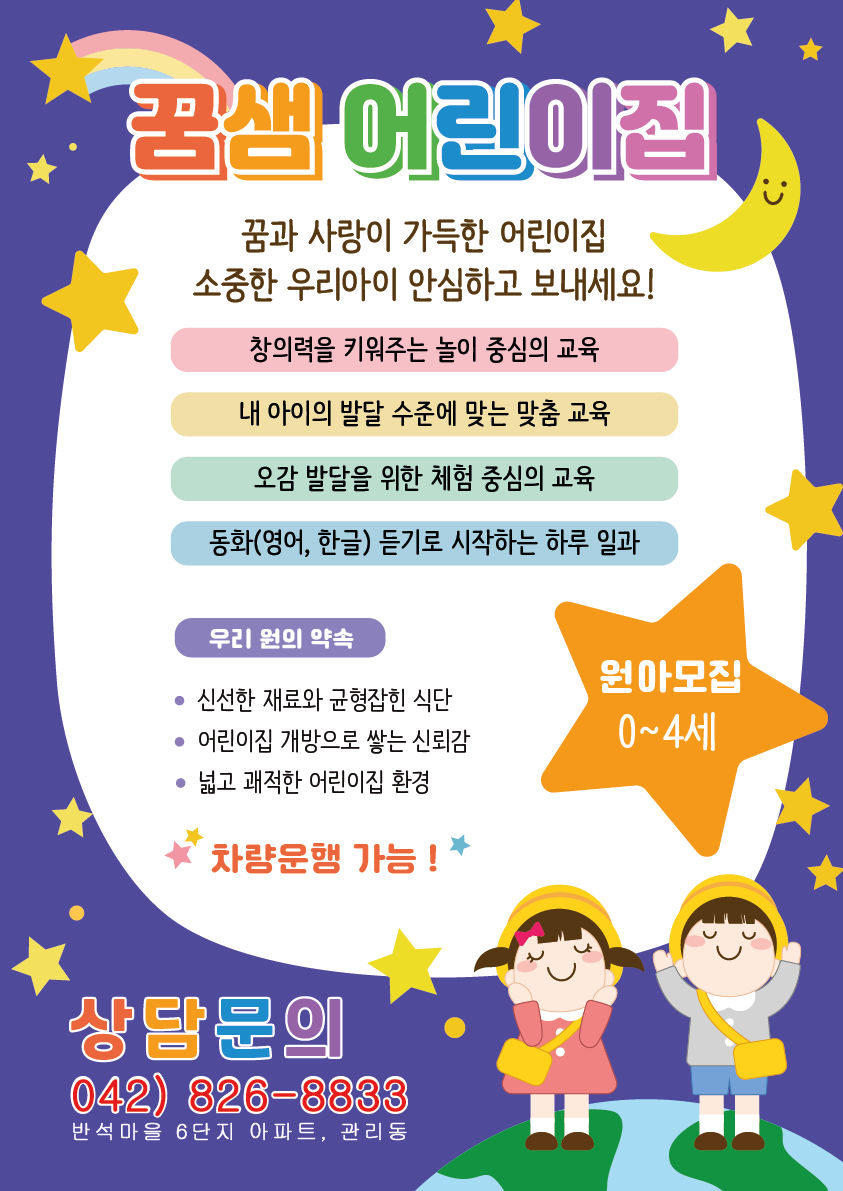 꿈샘 어린이집
꿈과 사랑이 가득한 어린이집
소중한 우리아이 안심하고 보내세요!
창의력을 키워주는 놀이 중심의 교육
내 아이의 발달 수준에 맞는 맞춤 교육
오감 발달을 위한 체험 중심의 교육
동화(영어, 한글) 듣기로 시작하는 하루 일과
우리 원의 약속
• 신선한 재료와 균형잡힌 식단
• 어린이집 개방으로 쌓는 신뢰감
• 넓고 괘적한 어린이집 환경
원아모집
0~4세
차량운행 가능 !
상담문의
042) 826-8833
반석마을 6단지 아파트, 관리동